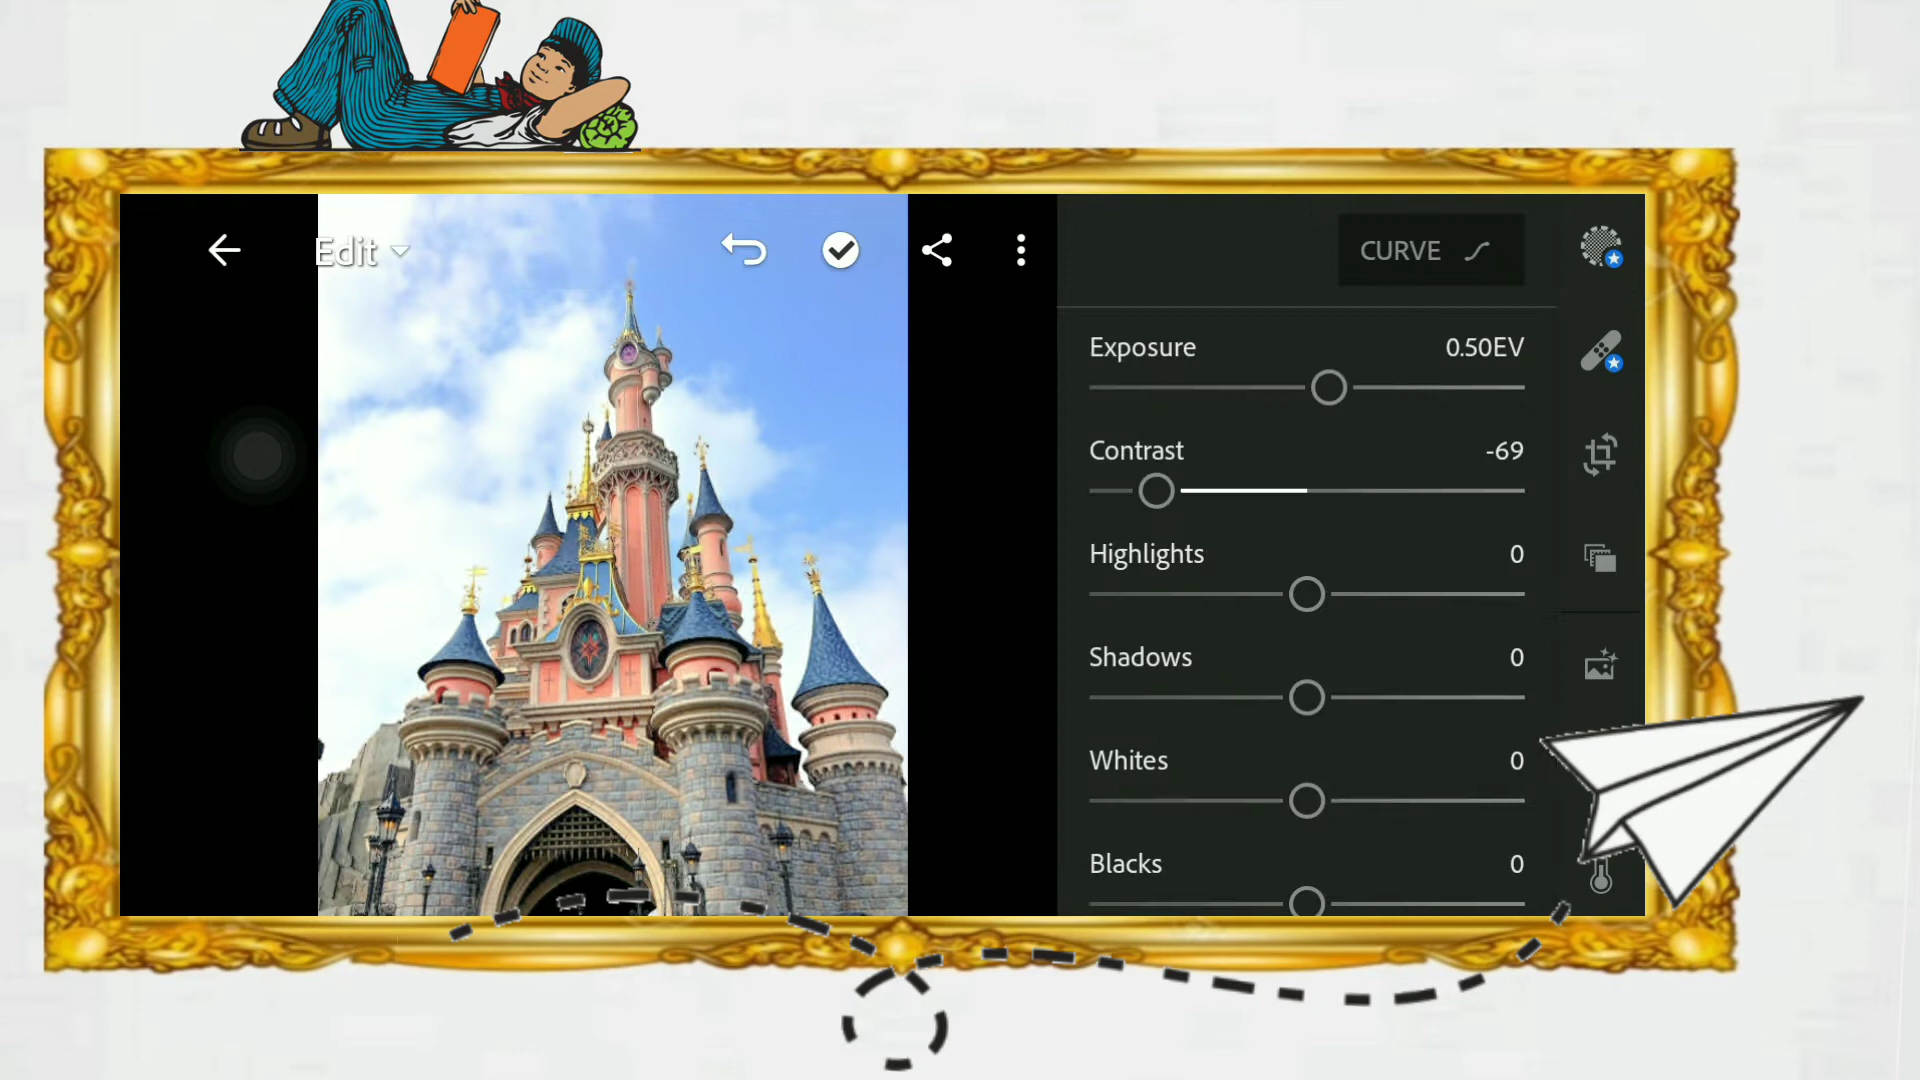 Edit
CURVE
Exposure 0.50EV
Contrast -69
Highlights 0
Shadows 0
Whites 0
Blacks 0